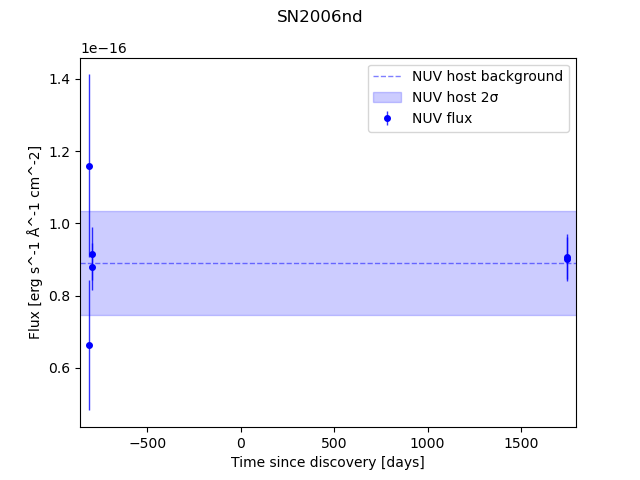 SN2006nd
1e−16
NUV host background
NUV host 2σ
NUV flux
1.4
1.2
1.0
0.8
0.6
Flux [erg s^-1 Å^-1 cm^-2]
−500
0
500
1000
1500
Time since discovery [days]